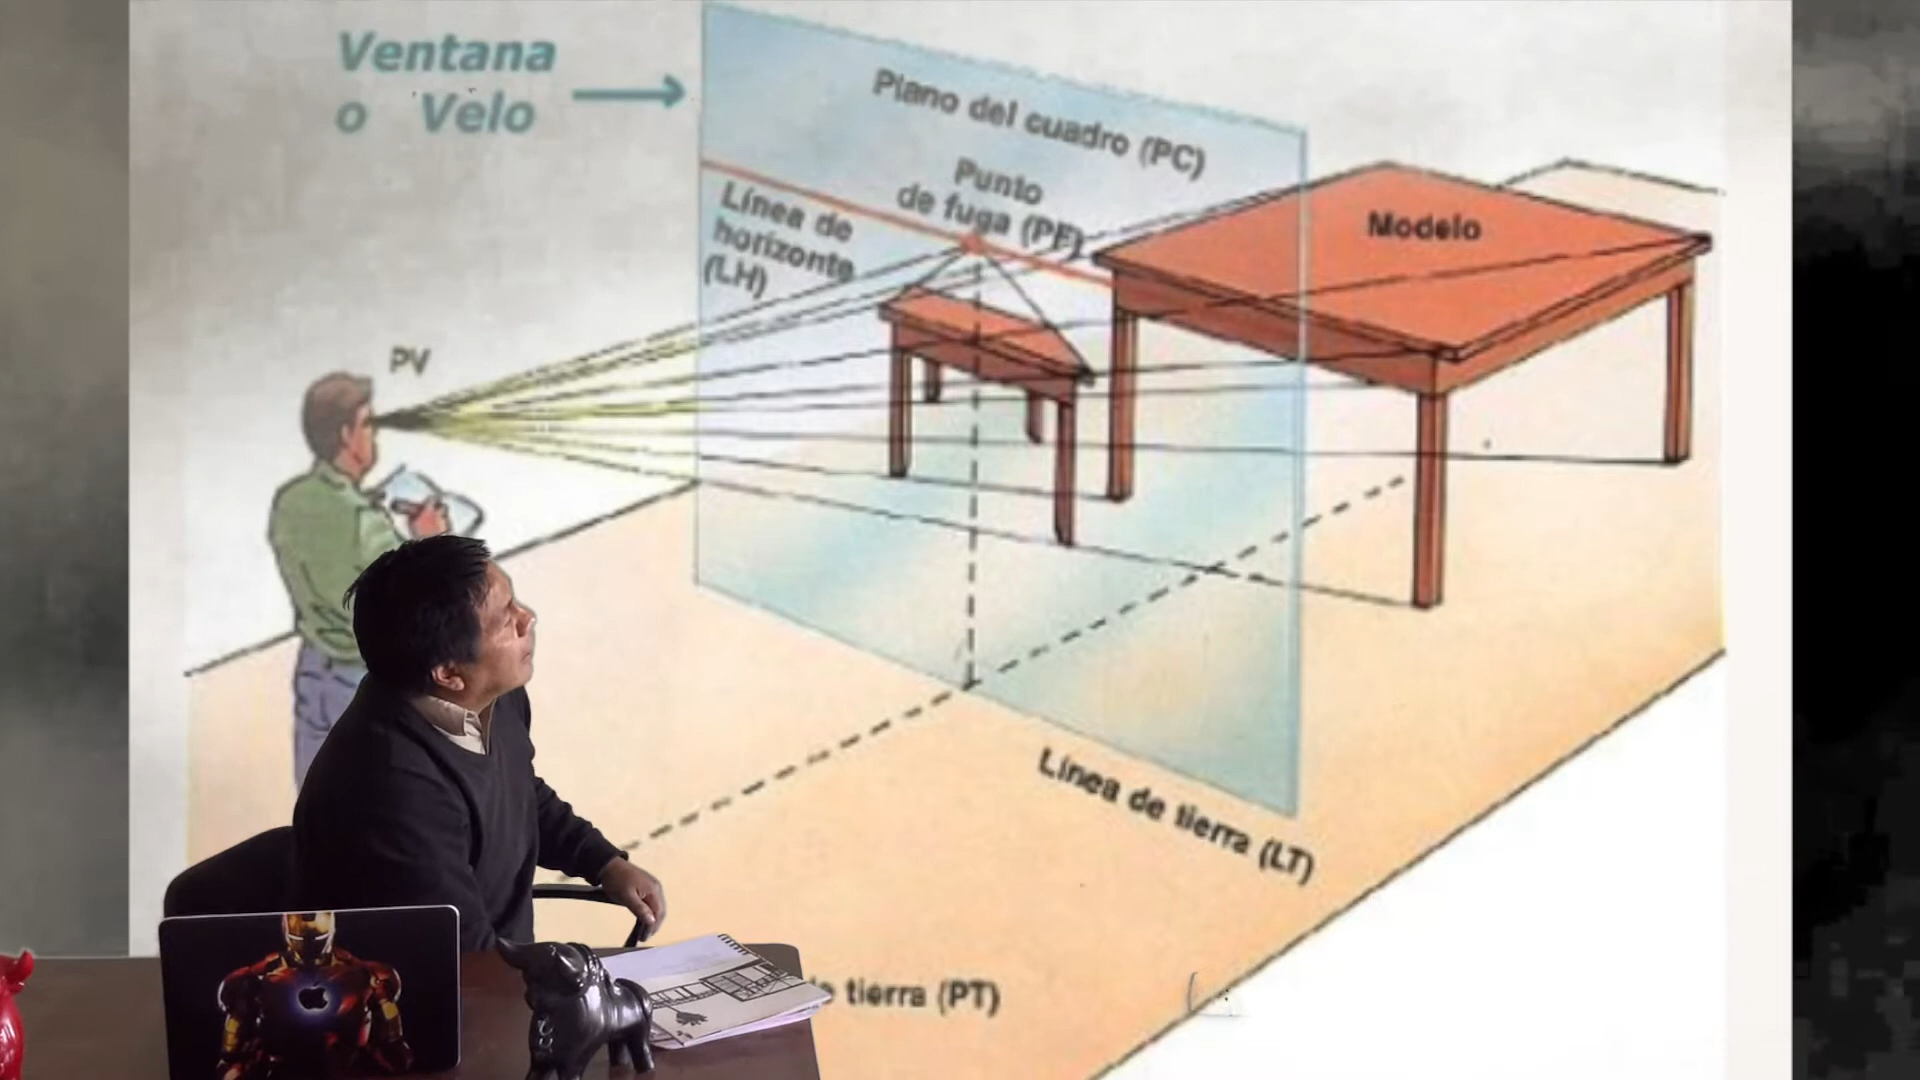 Ventana
o Velo
Plano del cuadro (PC)
Punto
de fuga (PF)
Línea de
horizonte
(LH)
Modelo
PV
Línea de tierra (LT)
tierra (PT)